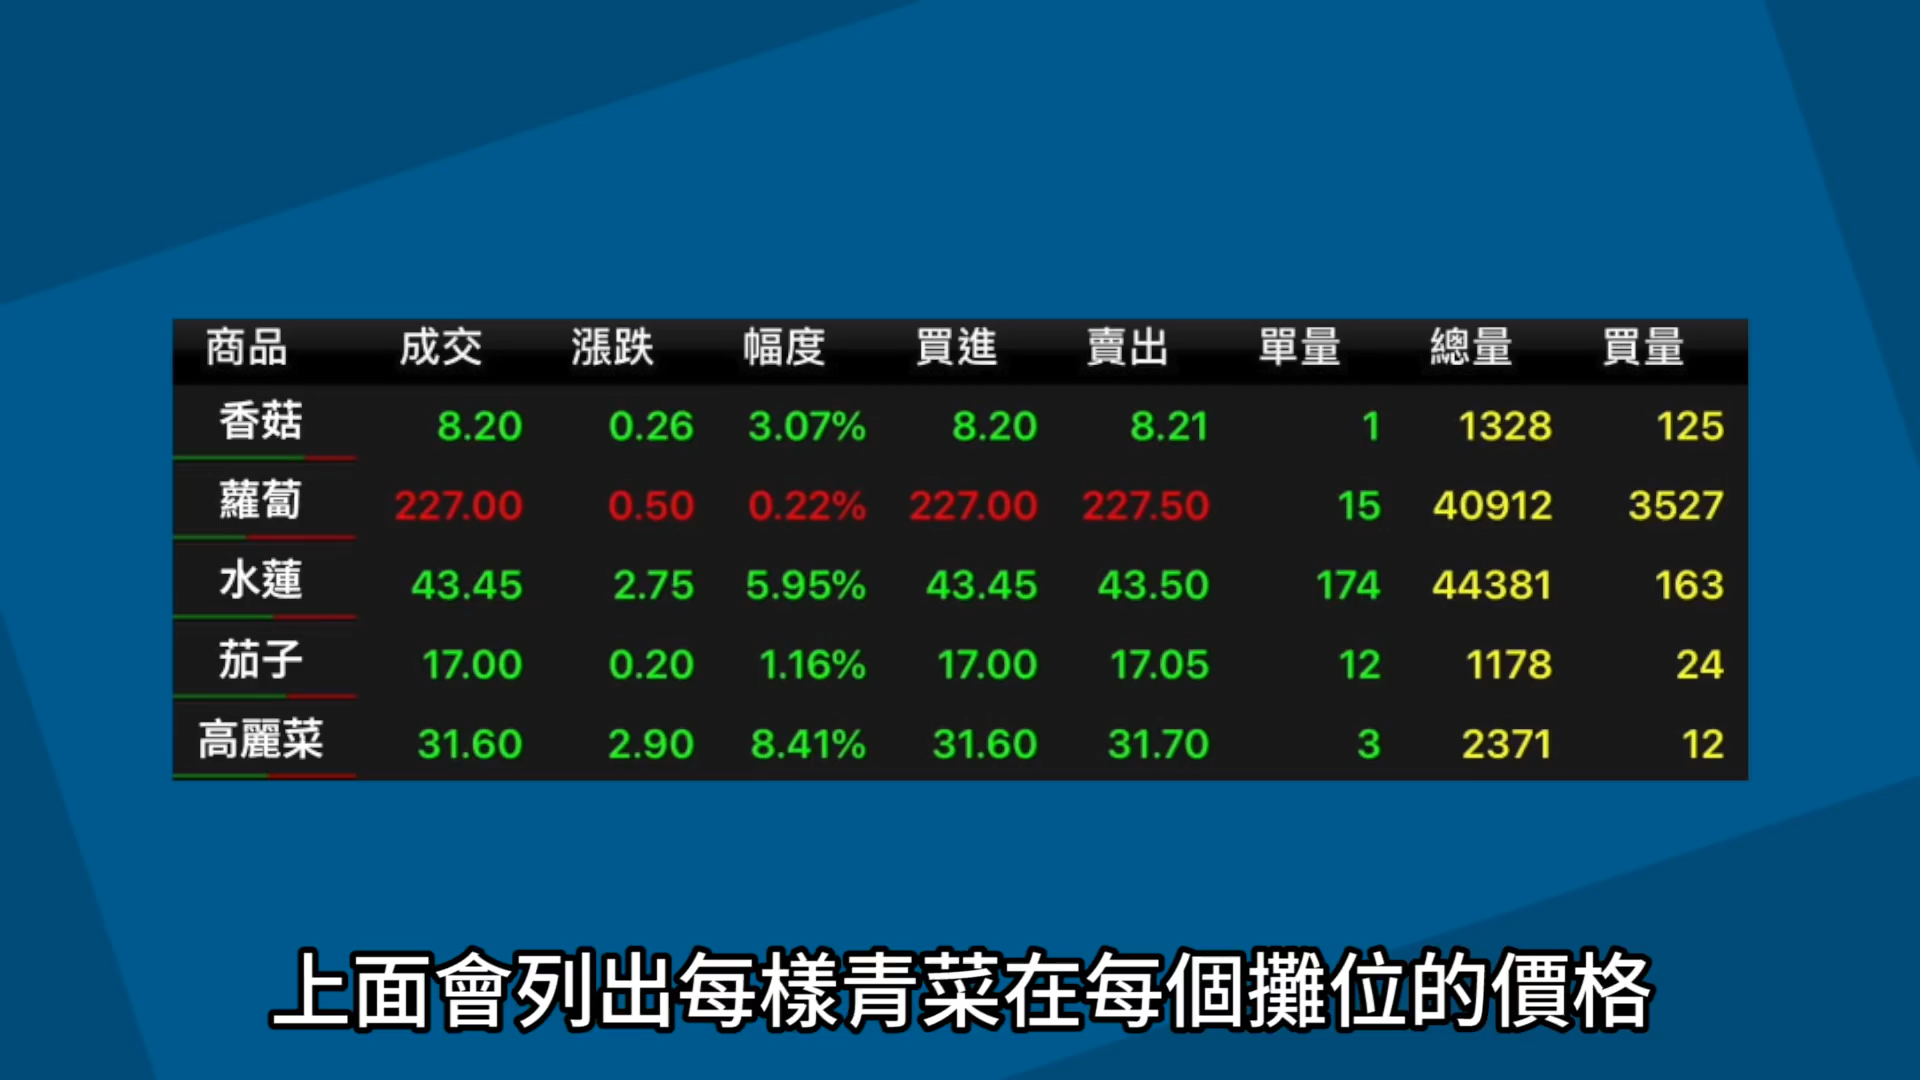 商品 成交 漲跌 幅度 買進 賣出 單量 總量 買量
香菇 8.20 0.26 3.07% 8.20 8.21 1 1328 125
蘿蔔 227.00 0.50 0.22% 227.00 227.50 15 40912 3527
水蓮 43.45 2.75 5.95% 43.45 43.50 174 44381 163
茄子 17.00 0.20 1.16% 17.00 17.05 12 1178 24
高麗菜 31.60 2.90 8.41% 31.60 31.70 3 2371 12
上面會列出每樣青菜在每個攤位的價格